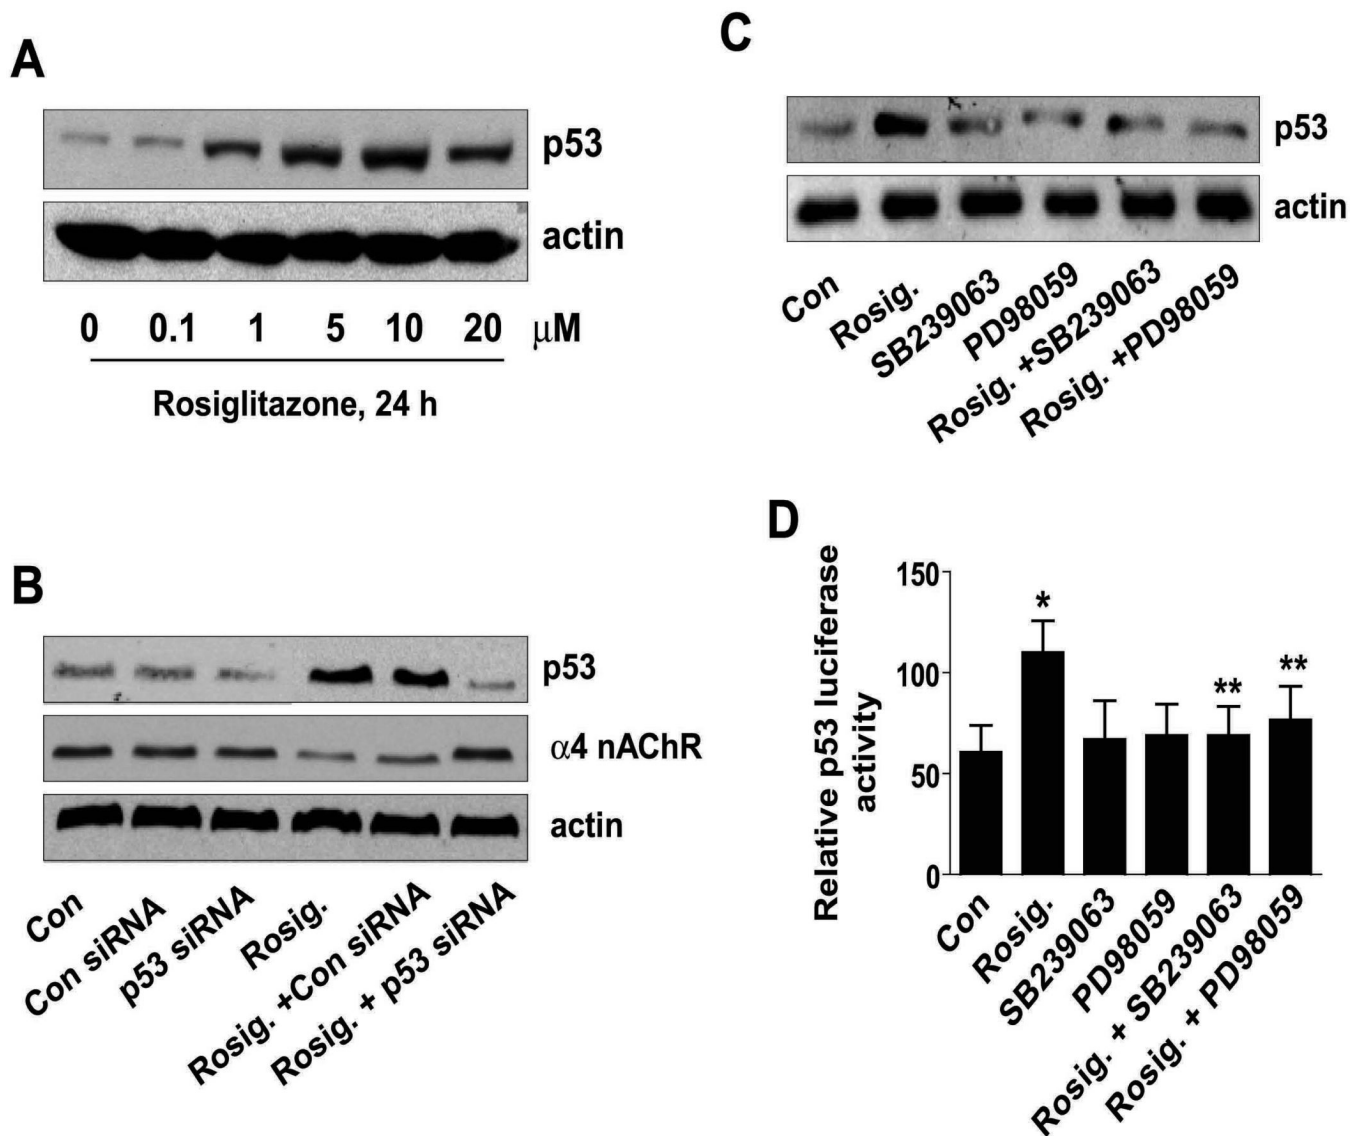 A
p53
actin
0 0.1 1 5 10 20 μM
Rosiglitazone, 24 h
B
p53
α4 nAChR
actin
Con
Con siRNA
p53 siRNA
Rosig.
Rosig. +Con siRNA
Rosig. + p53 siRNA
C
p53
actin
Con
Rosig.
SB239063
PD98059
Rosig. +SB239063
Rosig. +PD98059
D
Relative p53 luciferase
activity
150
100
50
0
*
**
**
Con
Rosig.
SB239063
PD98059
Rosig. + SB239063
Rosig. + PD98059